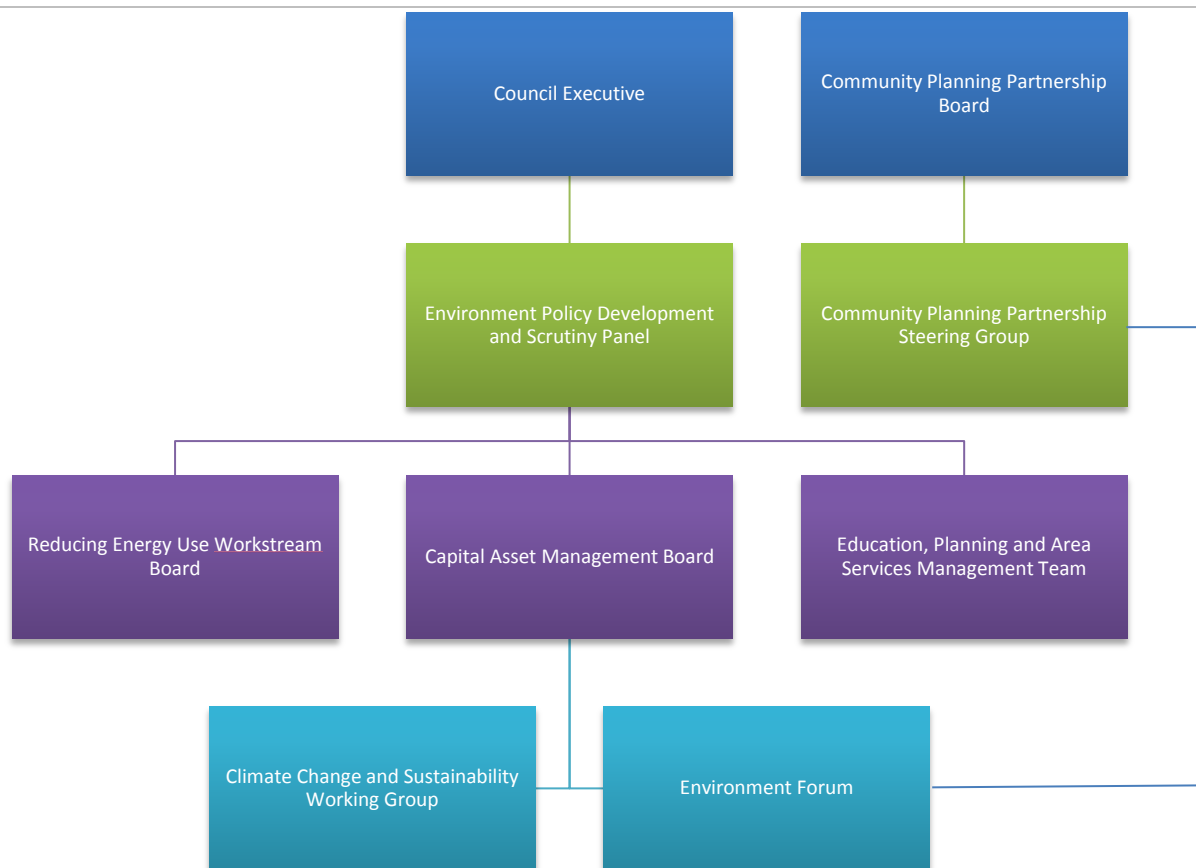 Council Executive
Community Planning Partnership
Board
Environment Policy Development
and Scrutiny Panel
Community Planning Partnership
Steering Group
Reducing Energy Use Workstream
Board
Capital Asset Management Board
Education, Planning and Area
Services Management Team
Climate Change and Sustainability
Working Group
Environment Forum